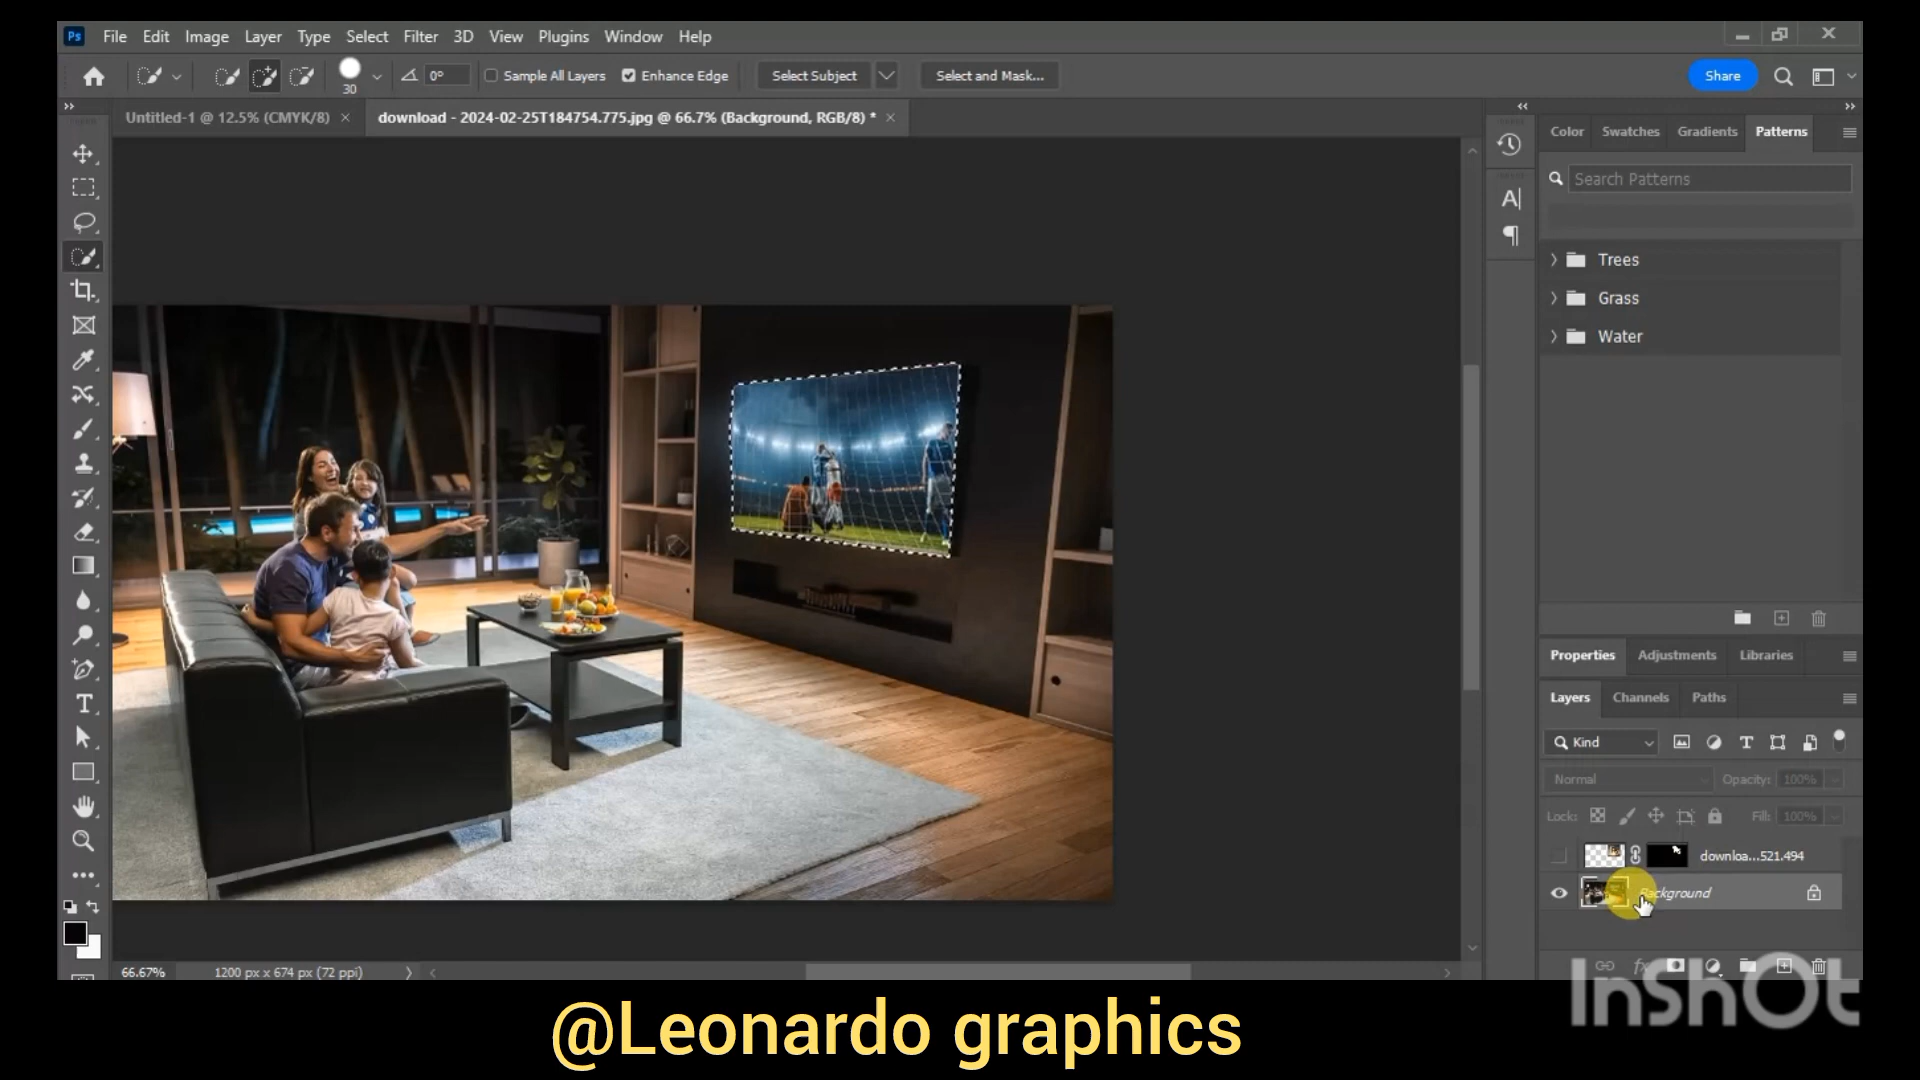 Ps File Edit Image Layer Type Select Filter 3D View Plugins Window Help
30 0° Sample All Layers Enhance Edge Select Subject Select and Mask... Share
Untitled-1 @ 12.5% (CMYK/8) × download - 2024-02-25T184754.775.jpg @ 66.7% (Background, RGB/8) * ×
Color Swatches Gradients Patterns
Search Patterns
Trees
Grass
Water
Properties Adjustments Libraries
Layers Channels Paths
Kind
Normal Opacity: 100%
Lock: Fill: 100%
downloa...521.494
Background
66.67% 1200 px x 674 px (72 ppi)
InShOt
@Leonardo graphics